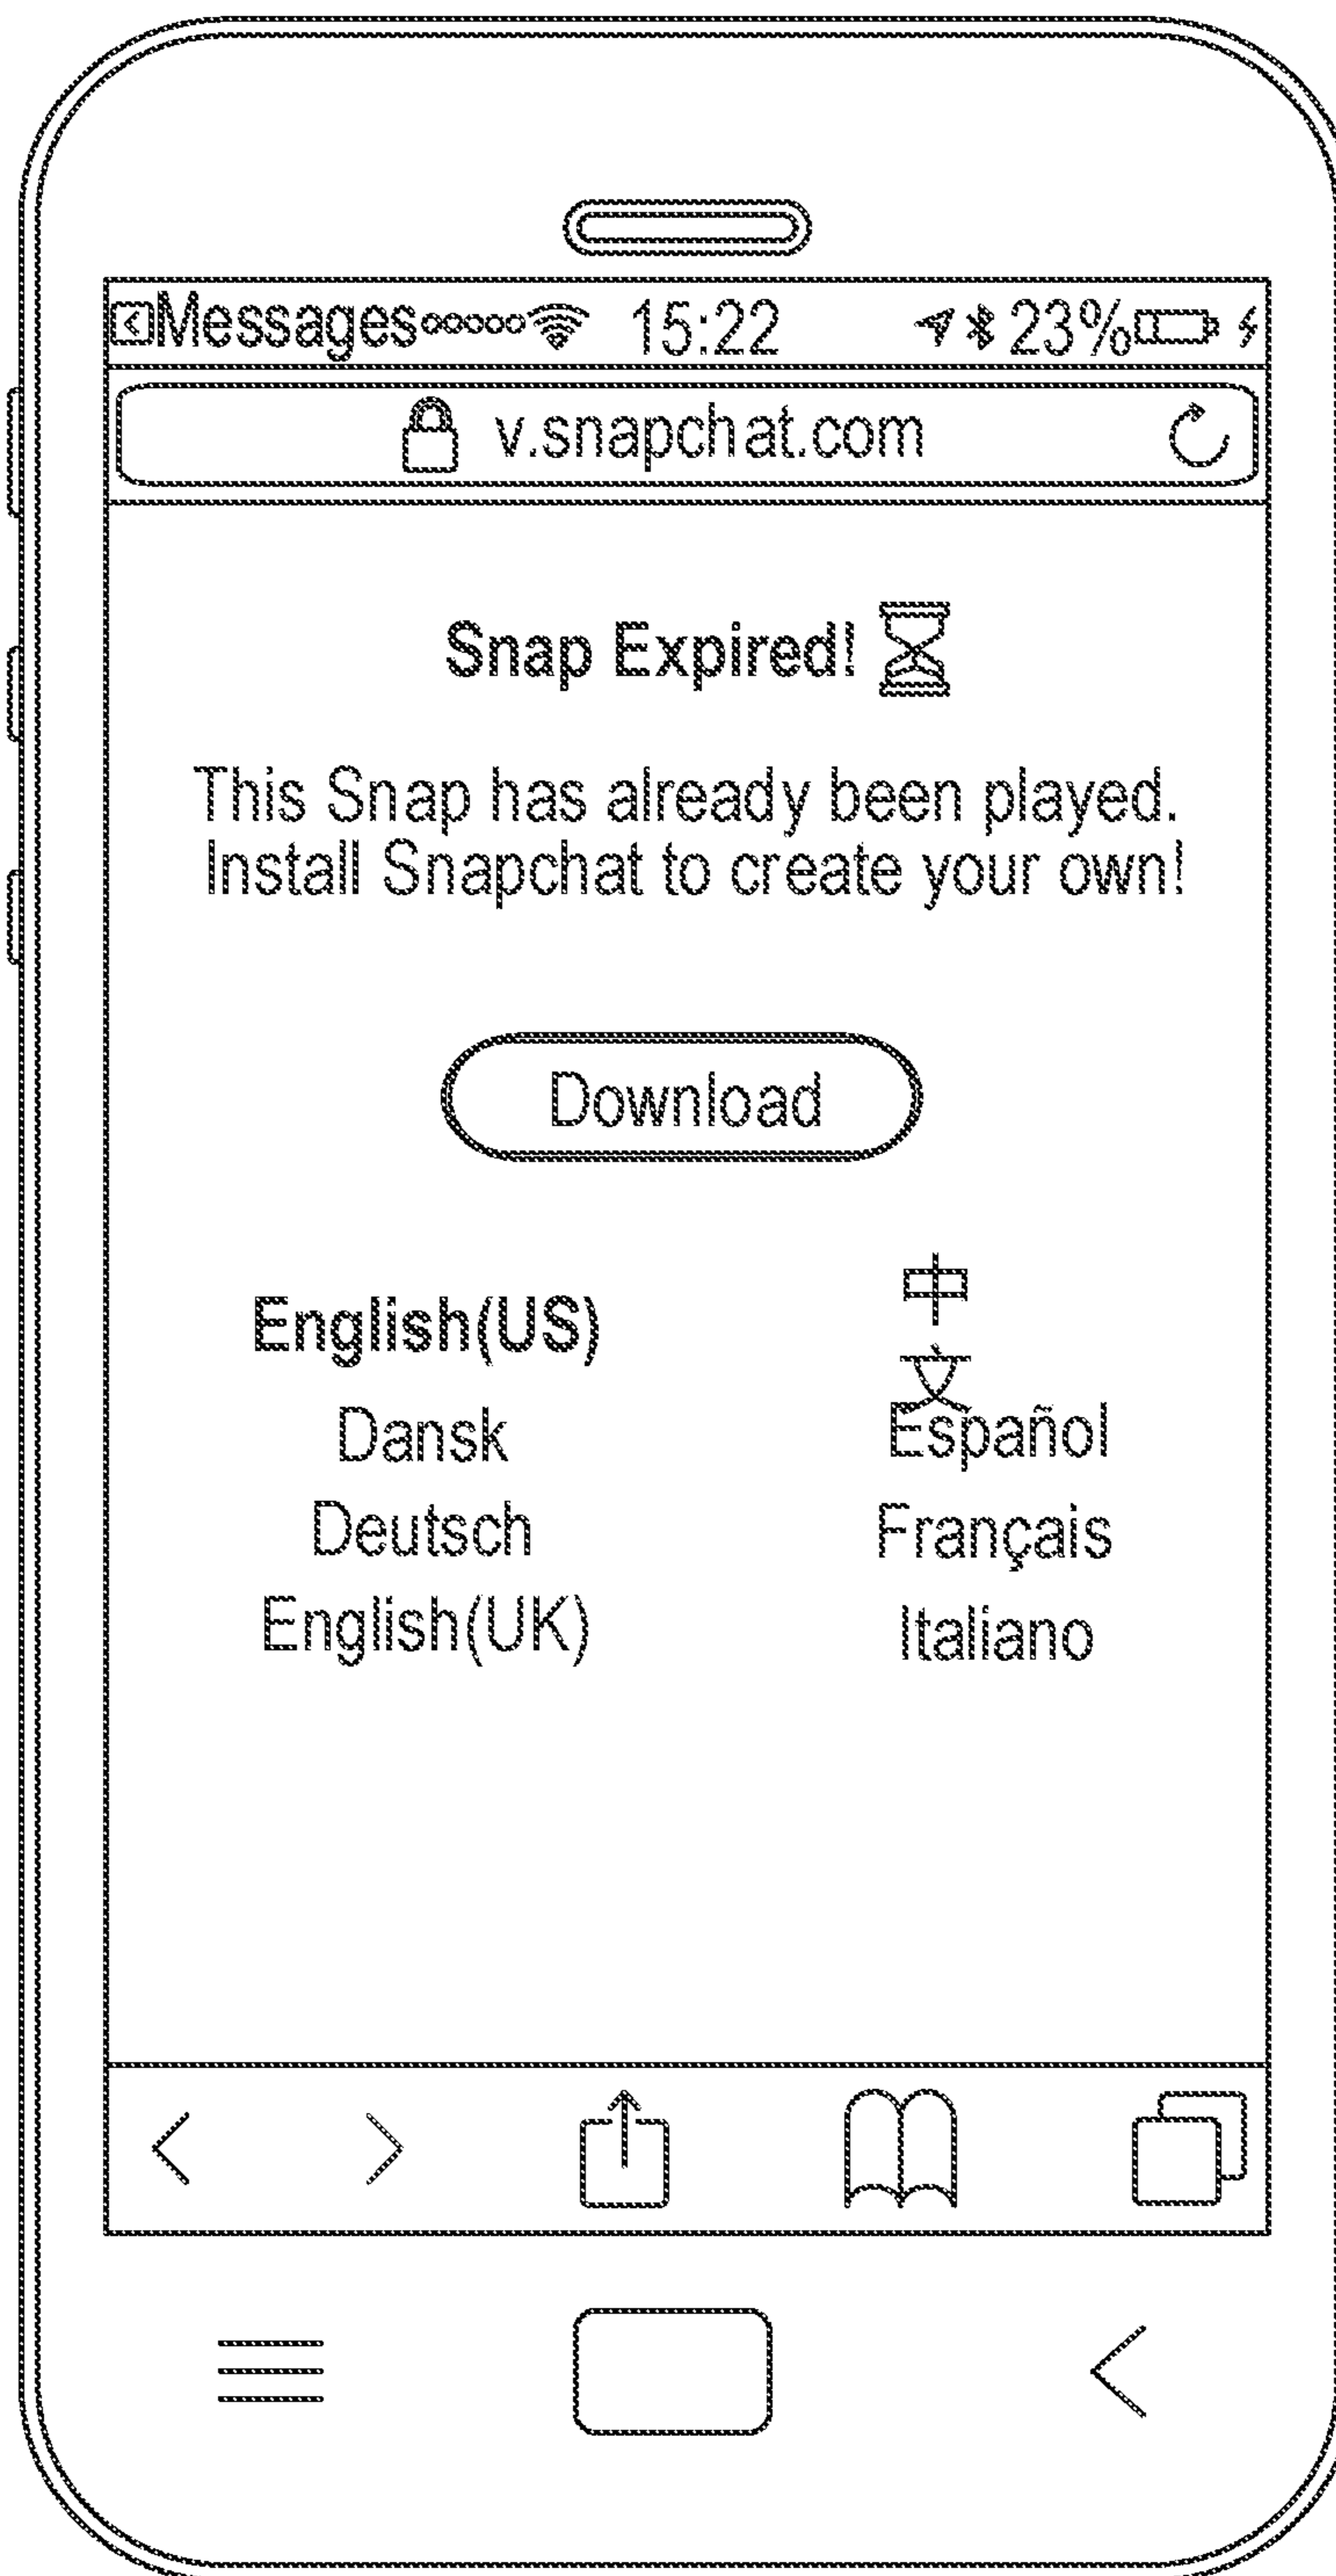 Messages 15:22 23%
v.snapchat.com
Snap Expired!
This Snap has already been played.
Install Snapchat to create your own!
Download
English(US)
Dansk
Deutsch
English(UK)
中
文
Español
Français
Italiano